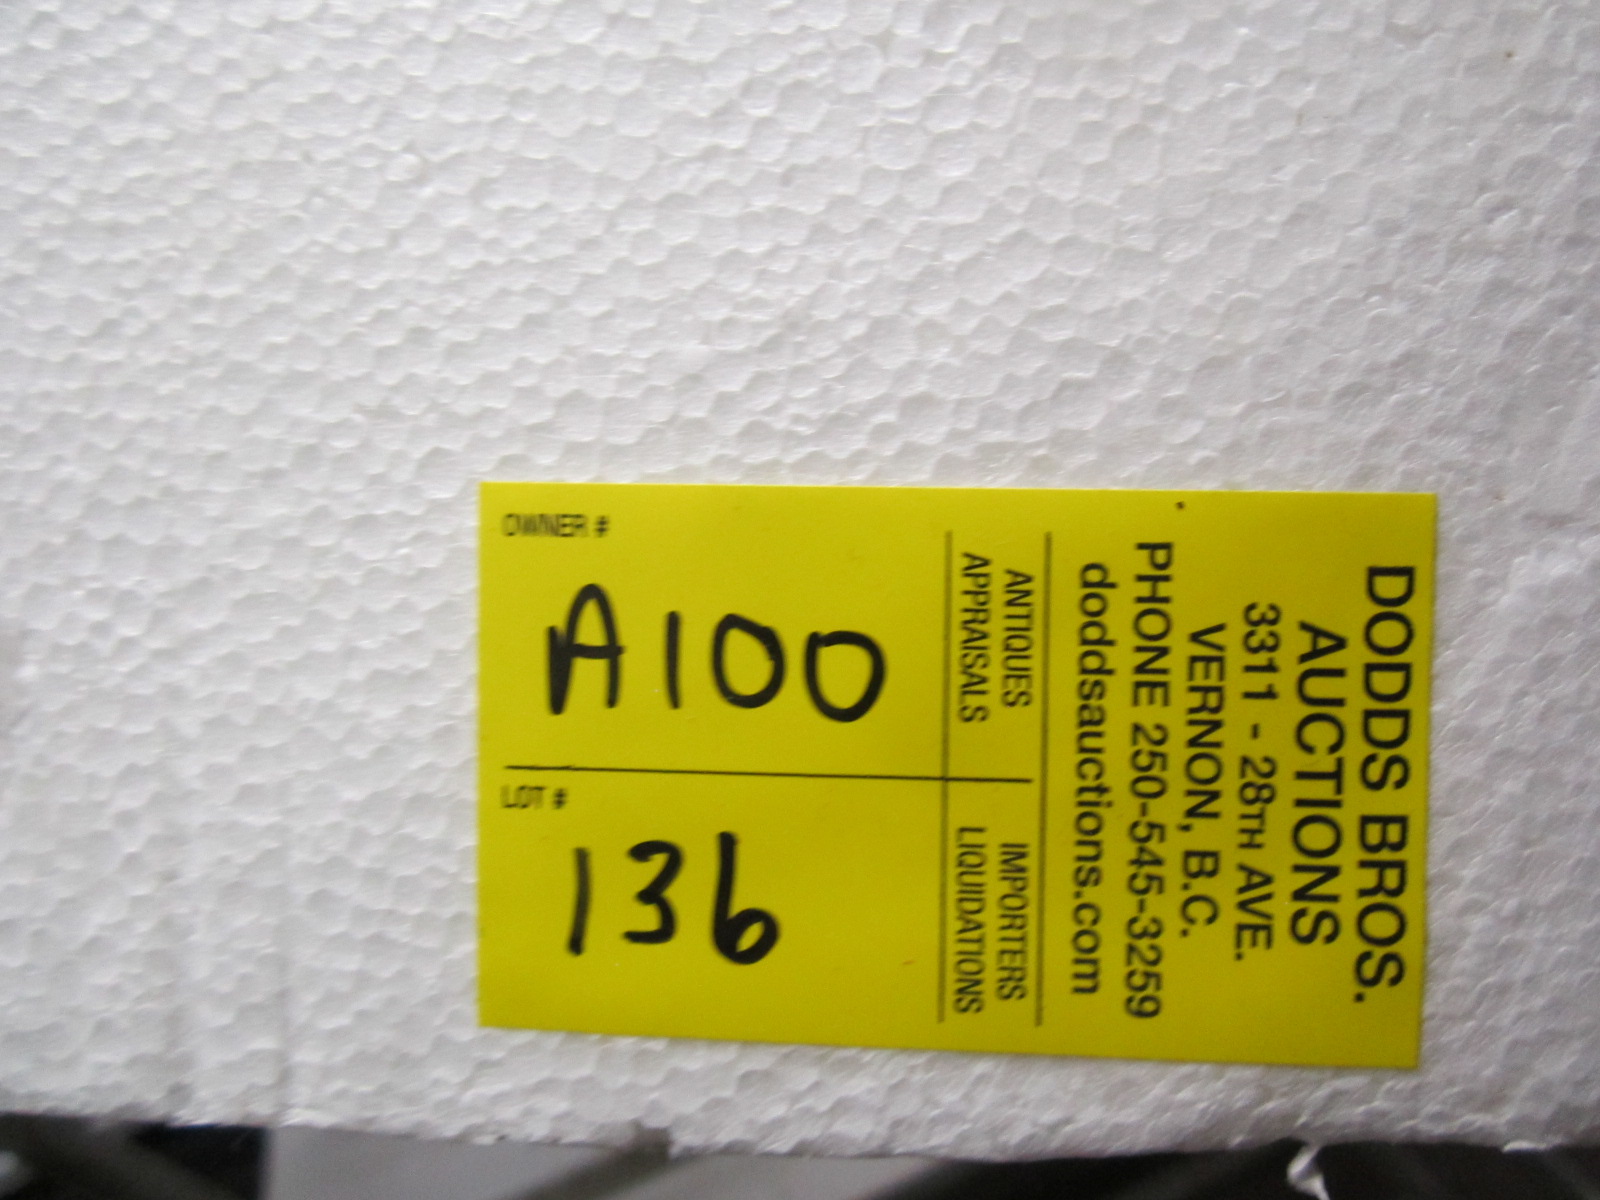 DODDS BROS.
AUCTIONS
3311 - 28TH AVE.
VERNON, B.C.
PHONE 250-545-3259
doddsauctions.com
ANTIQUES
APPRAISALS
IMPORTERS
LIQUIDATIONS
OWNER #
A100
LOT #
136